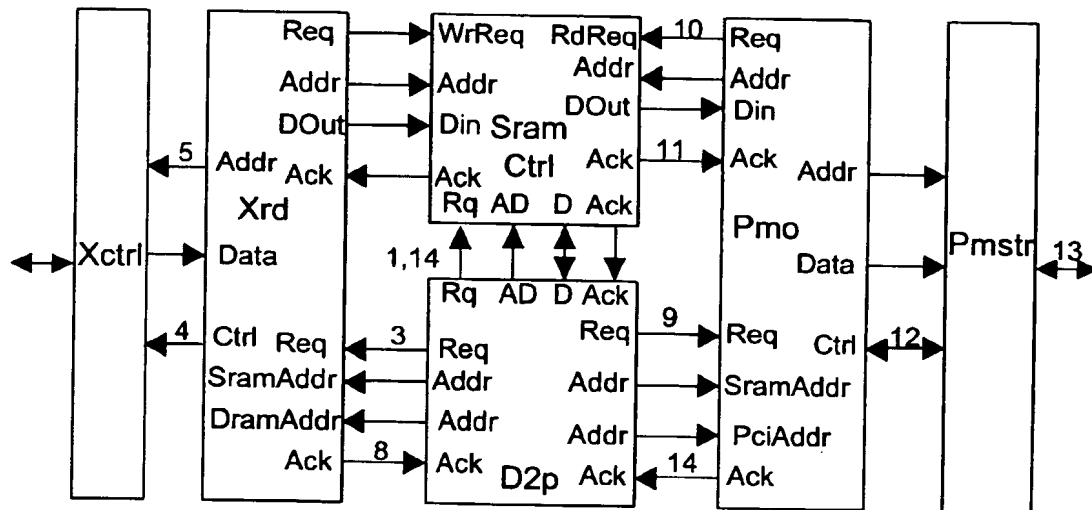 Req WrReq RdReq 10 Req
Addr Addr Addr Addr
DOut Din Sram DOut Din
5 Addr Ack Ack Ctrl Ack 11 Ack Addr
Xrd Rq AD D Ack Pmo
Xctrl Data 1,14 Data Pmstr 13
Rq AD D Ack
4 Ctrl Req 3 Req Req 9 Req Ctrl 12
SramAddr Addr Addr SramAddr
DramAddr Addr Addr PciAddr
Ack 8 Ack D2p Ack 14 Ack